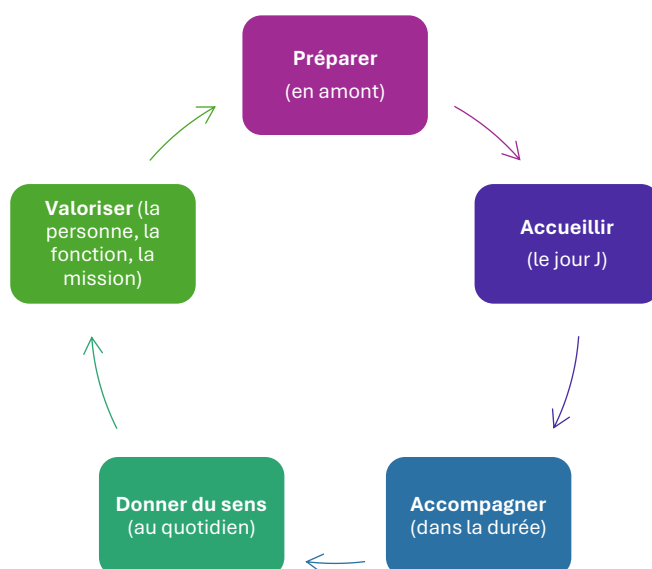 Préparer
(en amont)
Accueillir
(le jour J)
Accompagner
(dans la durée)
Donner du sens
(au quotidien)
Valoriser (la
personne, la
fonction, la
mission)